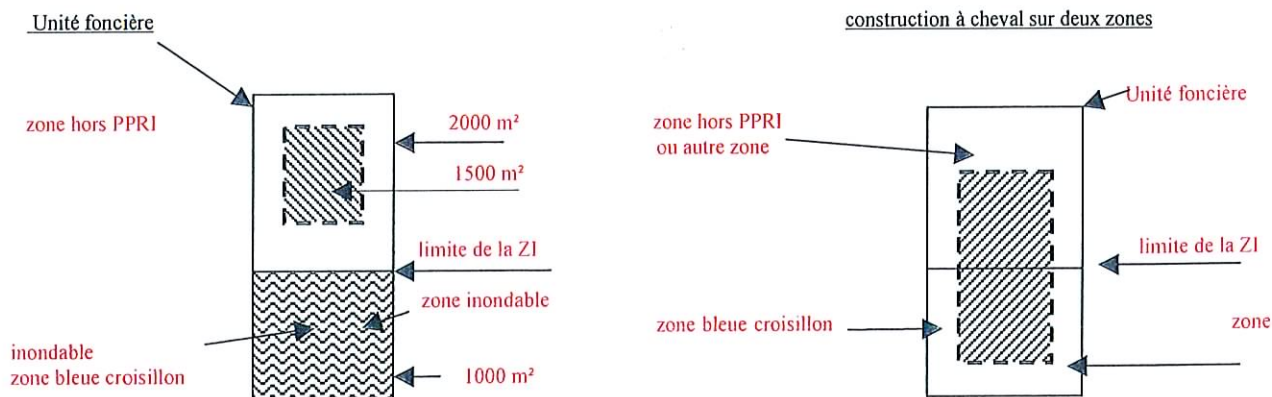 Unité foncière
zone hors PPRI
2000 m²
1500 m²
limite de la ZI
zone inondable
inondable
zone bleue croisillon
1000 m²
construction à cheval sur deux zones
Unité foncière
zone hors PPRI
ou autre zone
limite de la ZI
zone bleue croisillon
zone